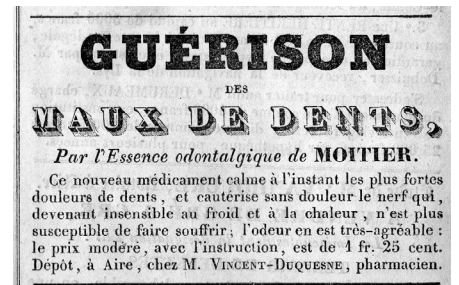 GUÉRISON
DES
MAUX DE DENTS,
Par l'Essence odontalgique de MOITIER.
Ce nouveau médicament calme à l'instant les plus fortes
douleurs de dents, et cautérise sans douleur le nerf qui,
devenant insensible au froid et à la chaleur, n'est plus
susceptible de faire souffrir; l'odeur en est très-agréable:
le prix modéré, avec l'instruction, est de 1 fr. 25 cent.
Dépôt, à Aire, chez M. VINCENT-DUQUESNE, pharmacien.